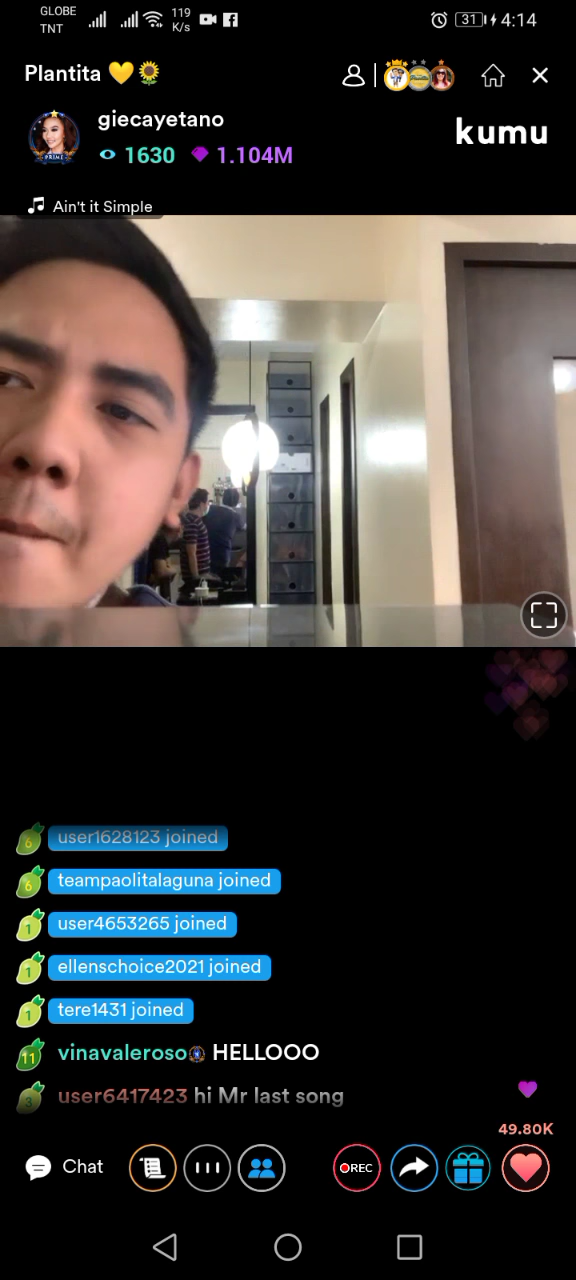 GLOBE
TNT
119
K/s
31
4:14
Plantita 💛🌻
giecayetano
PRIME
1630
1.104M
kumu
Ain't it Simple
6 user1628123 joined
6 teampaolitalaguna joined
1 user4653265 joined
1 ellenschoice2021 joined
1 tere1431 joined
11 vinavaleroso HELLOOO
3 user6417423 hi Mr last song
49.80K
Chat
REC